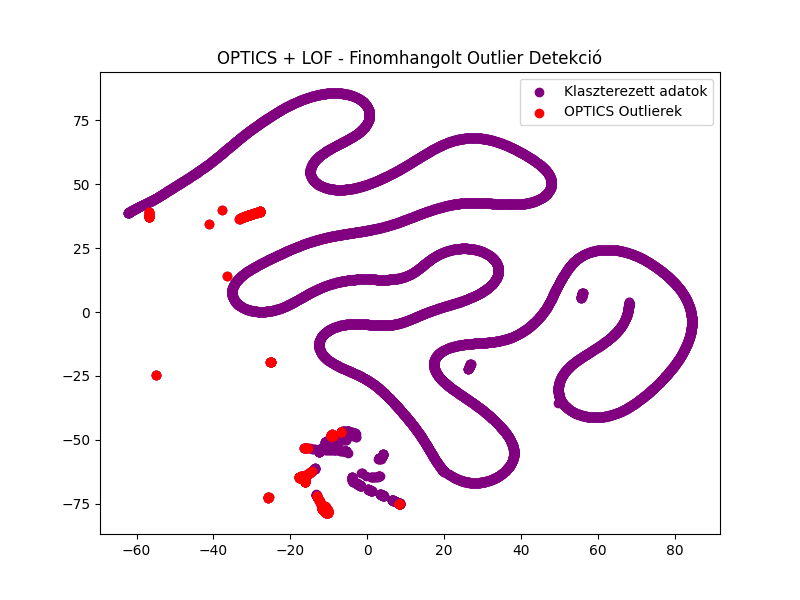 OPTICS + LOF - Finomhangolt Outlier Detekció
Klaszterezett adatok
OPTICS Outlierek
75
50
25
0
−25
−50
−75
−60 −40 −20 0 20 40 60 80